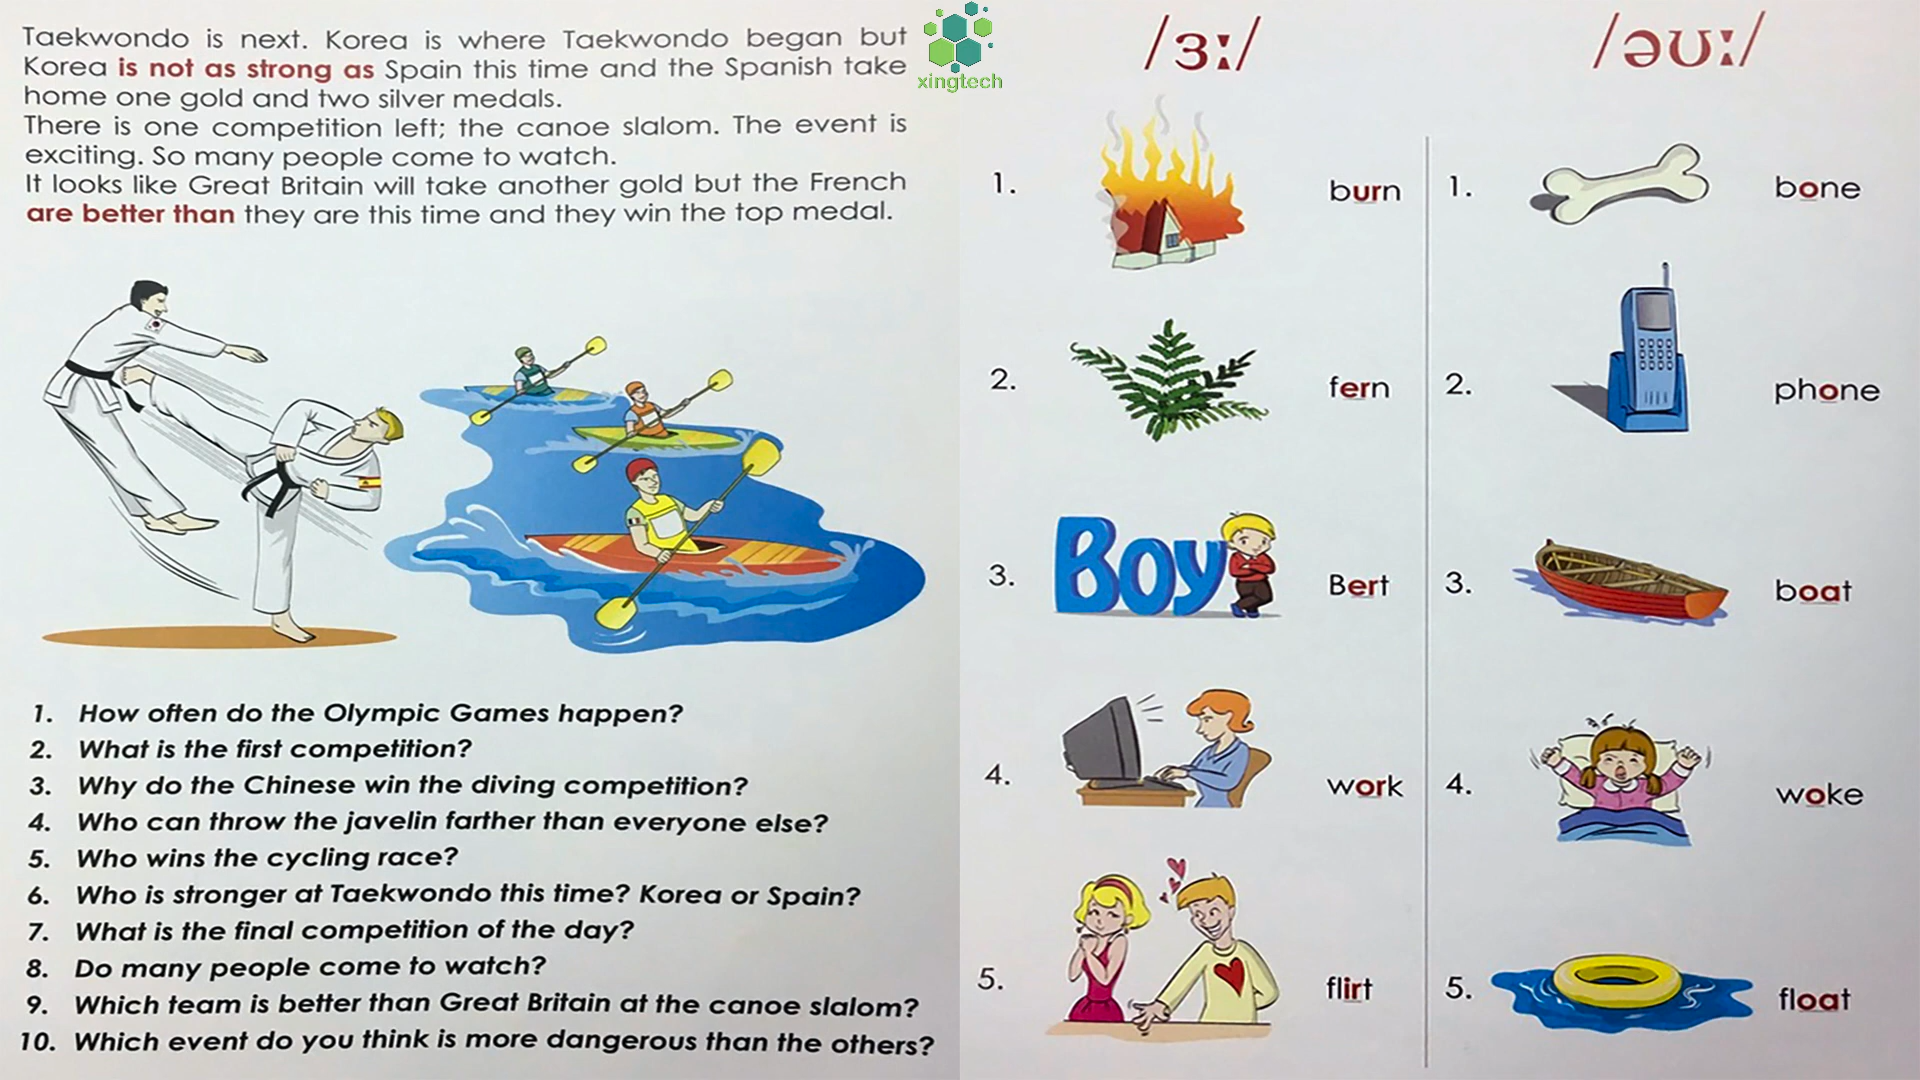 Taekwondo is next. Korea is where Taekwondo began but
Korea is not as strong as Spain this time and the Spanish take
home one gold and two silver medals.
There is one competition left; the canoe slalom. The event is
exciting. So many people come to watch.
It looks like Great Britain will take another gold but the French
are better than they are this time and they win the top medal.
1. How often do the Olympic Games happen?
2. What is the first competition?
3. Why do the Chinese win the diving competition?
4. Who can throw the javelin farther than everyone else?
5. Who wins the cycling race?
6. Who is stronger at Taekwondo this time? Korea or Spain?
7. What is the final competition of the day?
8. Do many people come to watch?
9. Which team is better than Great Britain at the canoe slalom?
10. Which event do you think is more dangerous than the others?
xingtech
/ɜː/
1. burn
2. fern
3. Boy Bert
4. work
5. flirt
/əʊː/
1. bone
2. phone
3. boat
4. woke
5. float